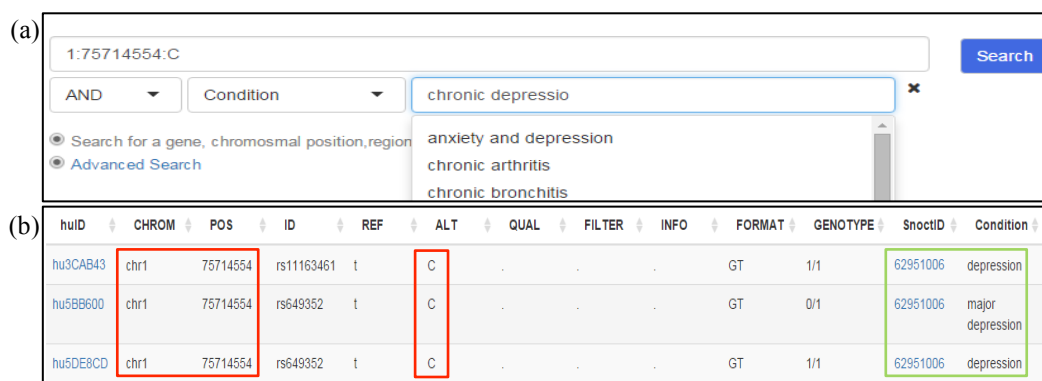 (a)
1:75714554:C
Search
AND Condition chronic depressio
Search for a gene, chromosmal position,region
Advanced Search
anxiety and depression
chronic arthritis
chronic bronchitis
(b)
huID CHROM POS ID REF ALT QUAL FILTER INFO FORMAT GENOTYPE SnoctID Condition
hu3CAB43 chr1 75714554 rs11163461 t C . . . GT 1/1 62951006 depression
hu5BB600 chr1 75714554 rs649352 t C . . . GT 0/1 62951006 major
depression
hu5DE8CD chr1 75714554 rs649352 t C . . . GT 1/1 62951006 depression